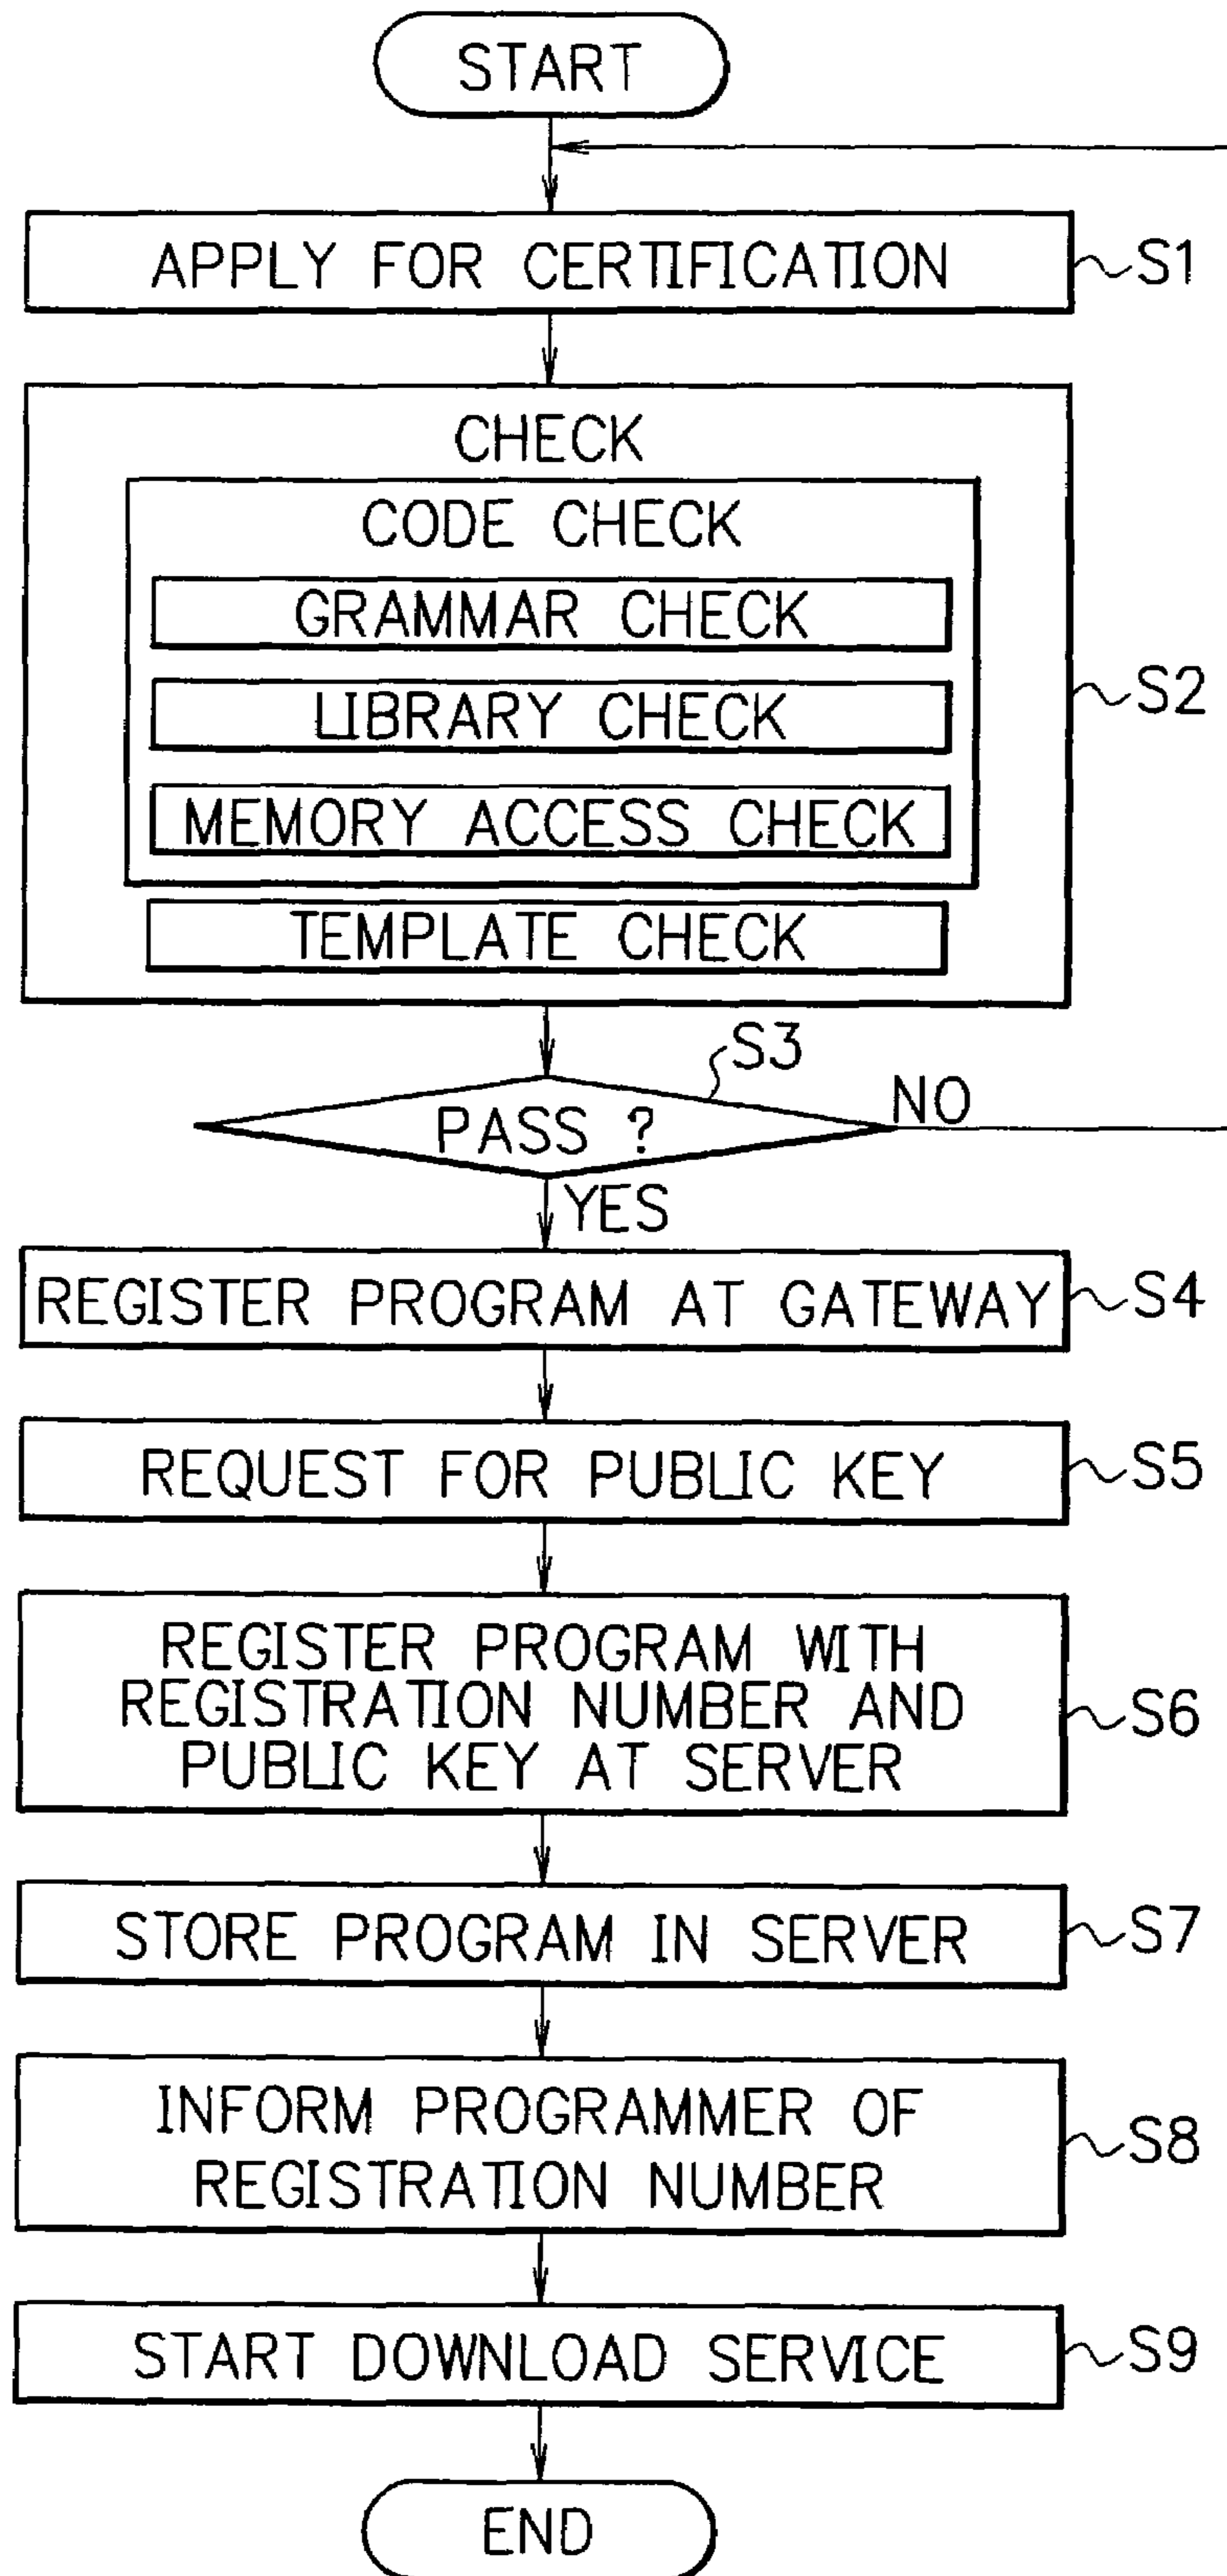 START
APPLY FOR CERTIFICATION
S1
CHECK
CODE CHECK
GRAMMAR CHECK
LIBRARY CHECK
S2
MEMORY ACCESS CHECK
TEMPLATE CHECK
S3
PASS ?
NO
YES
REGISTER PROGRAM AT GATEWAY
S4
REQUEST FOR PUBLIC KEY
S5
REGISTER PROGRAM WITH
REGISTRATION NUMBER AND
PUBLIC KEY AT SERVER
S6
STORE PROGRAM IN SERVER
S7
INFORM PROGRAMMER OF
REGISTRATION NUMBER
S8
START DOWNLOAD SERVICE
S9
END